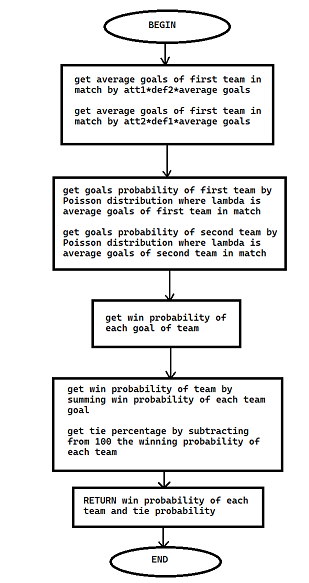 BEGIN
get average goals of first team in
match by att1*def2*average goals
get average goals of first team in
match by att2*def1*average goals
get goals probability of first team by
Poisson distribution where lambda is
average goals of first team in match
get goals probability of second team by
Poisson distribution where lambda is
average goals of second team in match
get win probability of
each goal of team
get win probability of team by
summing win probability of each team
goal
get tie percentage by subtracting
from 100 the winning probability of
each team
RETURN win probability of each
team and tie probability
END